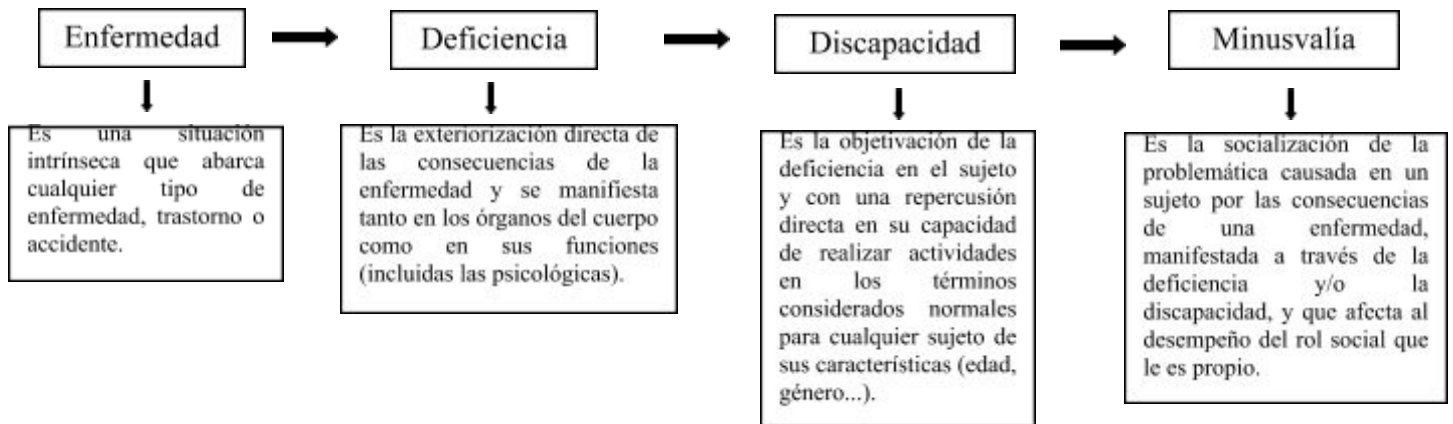 Enfermedad
Deficiencia
Discapacidad
Minusvalía
Es una situación
intrínseca que abarca
cualquier tipo de
enfermedad, trastorno o
accidente.
Es la exteriorización directa de
las consecuencias de la
enfermedad y se manifiesta
tanto en los órganos del cuerpo
como en sus funciones
(incluidas las psicológicas).
Es la objetivación de la
deficiencia en el sujeto
y con una repercusión
directa en su capacidad
de realizar actividades
en los términos
considerados normales
para cualquier sujeto de
sus características (edad,
género...).
Es la socialización de la
problemática causada en un
sujeto por las consecuencias
de una enfermedad,
manifestada a través de la
deficiencia y/o la
discapacidad, y que afecta al
desempeño del rol social que
le es propio.